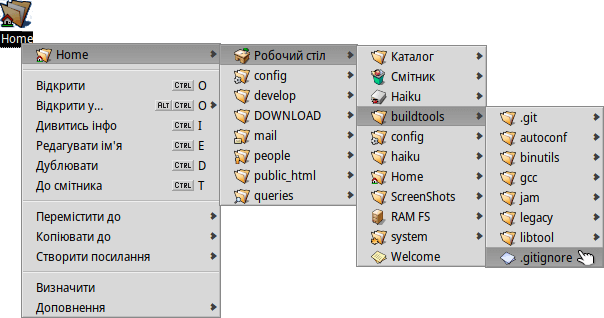 Home
Home
Відкрити CTRL O
Відкрити у... ALT CTRL O
Дивитись інфо CTRL I
Редагувати ім'я CTRL E
Дублювати CTRL D
До смітника CTRL T
Перемістити до
Копіювати до
Створити посилання
Визначити
Доповнення
Робочий стіл
config
develop
DOWNLOAD
mail
people
public_html
queries
Каталог
Смітник
Haiku
buildtools
config
haiku
Home
ScreenShots
RAM FS
system
Welcome
.git
autoconf
binutils
gcc
jam
legacy
libtool
.gitignore